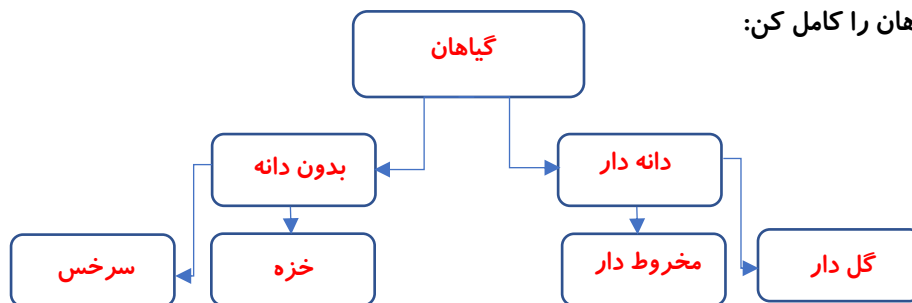 هان را کامل کن:
گیاهان
دانه دار
بدون دانه
گل دار
مخروط دار
خزه
سرخس